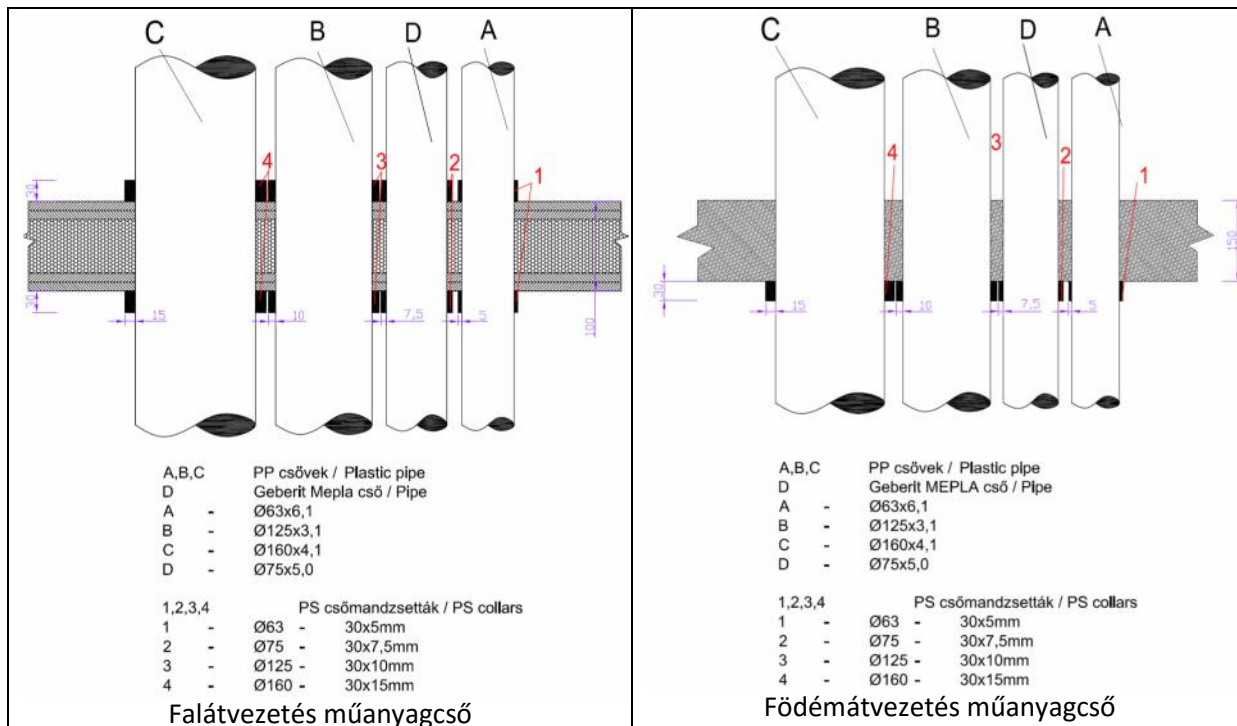 C B D A
4 3 2 1
30
30
15 10 7,5 5
100
A,B,C PP csövek / Plastic pipe
D Geberit Mepla cső / Pipe
A - Ø63x6,1
B - Ø125x3,1
C - Ø160x4,1
D - Ø75x5,0
1,2,3,4 PS csőmandzsetták / PS collars
1 - Ø63 - 30x5mm
2 - Ø75 - 30x7,5mm
3 - Ø125 - 30x10mm
4 - Ø160 - 30x15mm
Falátvezetés műanyagcső
C B D A
4 3 2 1
150
30
15 10 7,5 5
A,B,C PP csövek / Plastic pipe
D Geberit MEPLA cső / Pipe
A - Ø63x6,1
B - Ø125x3,1
C - Ø160x4,1
D - Ø75x5,0
1,2,3,4 PS csőmandzsetták / PS collars
1 - Ø63 - 30x5mm
2 - Ø75 - 30x7,5mm
3 - Ø125 - 30x10mm
4 - Ø160 - 30x15mm
Födémátvezetés műanyagcső